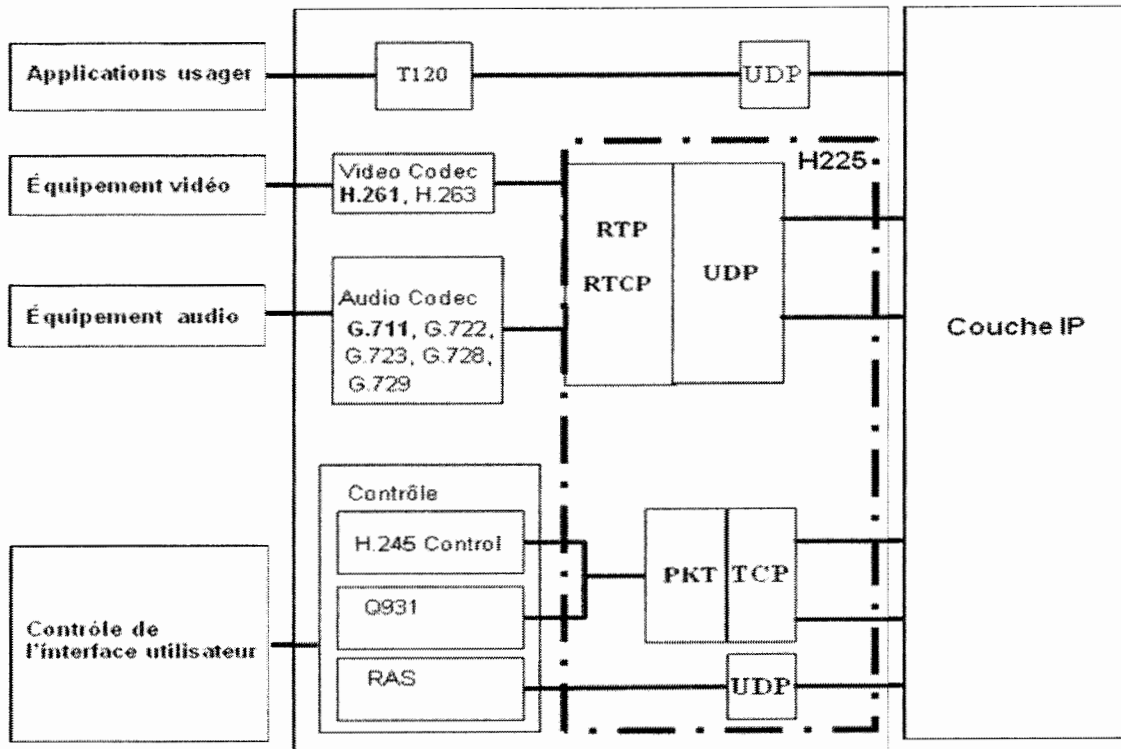 Applications usager
T120
UDP
H225
Équipement vidéo
Video Codec
H.261, H.263
RTP
RTCP
UDP
Équipement audio
Audio Codec
G.711, G.722,
G.723, G.728,
G.729
Couche IP
Contrôle
H.245 Control
Q931
RAS
PKT
TCP
UDP
Contrôle de
l'interface utilisateur